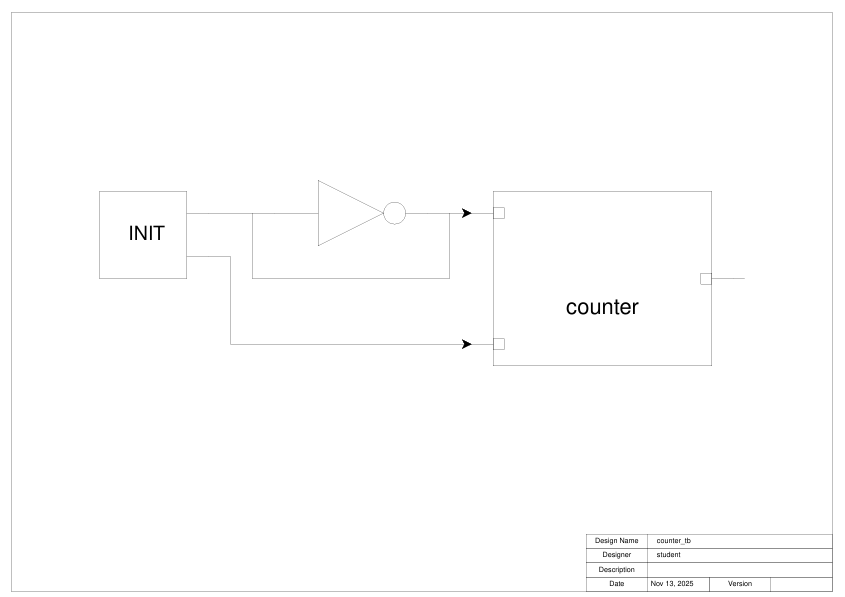 INIT
counter
Design Name counter_tb
Designer student
Description
Date Nov 13, 2025 Version